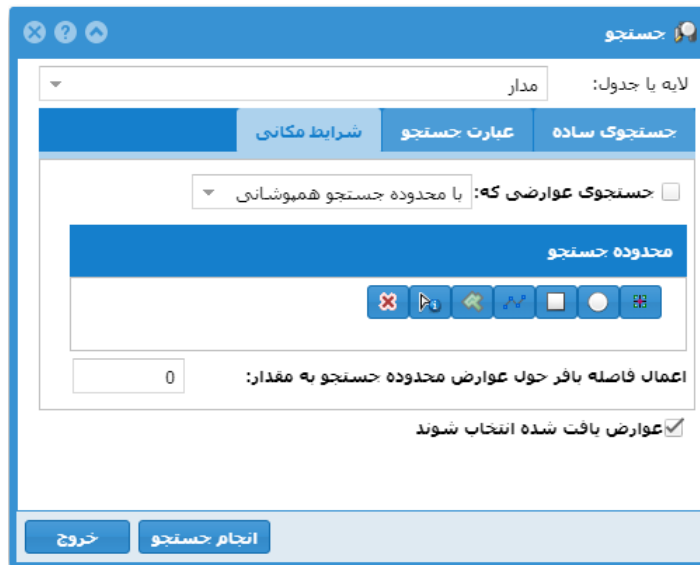 جستجو
لایه یا جدول: مدار
جستجوی ساده عبارت جستجو شرایط مکانی
جستجوی عوارضی که: با محدوده جستجو همپوشانی
محدوده جستجو
اعمال فاصله بافر حول عوارض محدوده جستجو به مقدار: 0
عوارض یافت شده انتخاب شوند
انجام جستجو خروج